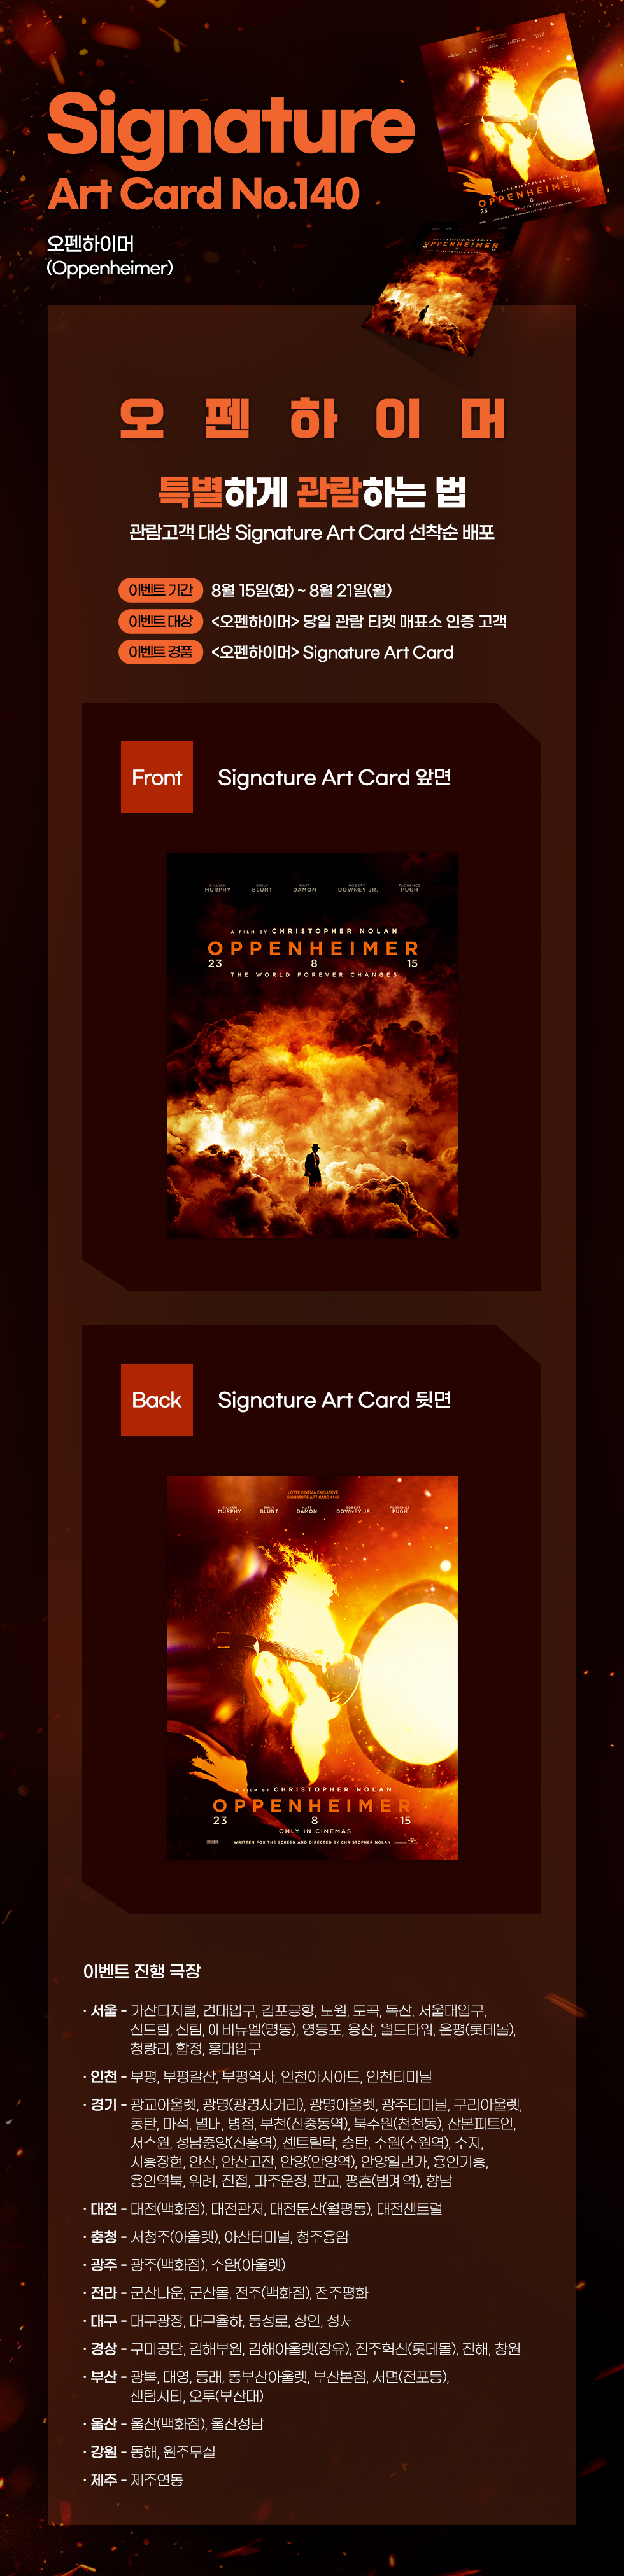 Signature
Art Card No.140
오펜하이머
(Oppenheimer)
오펜하이머
특별하게 관람하는 법
관람고객 대상 Signature Art Card 선착순 배포
이벤트 기간 8월 15일(화) ~ 8월 21일(월)
이벤트 대상 <오펜하이머> 당일 관람 티켓 매표소 인증 고객
이벤트 경품 <오펜하이머> Signature Art Card
Front Signature Art Card 앞면
CILLIAN MURPHY EMILY BLUNT MATT DAMON ROBERT DOWNEY JR. FLORENCE PUGH
A FILM BY CHRISTOPHER NOLAN
OPPENHEIMER
23 8 15
THE WORLD FOREVER CHANGES
Back Signature Art Card 뒷면
LOTTE CINEMA EXCLUSIVE
SIGNATURE ART CARD #140
CILLIAN MURPHY EMILY BLUNT MATT DAMON ROBERT DOWNEY JR. FLORENCE PUGH
A FILM BY CHRISTOPHER NOLAN
OPPENHEIMER
23 8 15
ONLY IN CINEMAS
WRITTEN FOR THE SCREEN AND DIRECTED BY CHRISTOPHER NOLAN
이벤트 진행 극장
· 서울 - 가산디지털, 건대입구, 김포공항, 노원, 도곡, 독산, 서울대입구,
신도림, 신림, 에비뉴엘(명동), 영등포, 용산, 월드타워, 은평(롯데몰),
청량리, 합정, 홍대입구
· 인천 - 부평, 부평갈산, 부평역사, 인천아시아드, 인천터미널
· 경기 - 광교아울렛, 광명(광명사거리), 광명아울렛, 광주터미널, 구리아울렛,
동탄, 마석, 별내, 병점, 부천(신중동역), 북수원(천천동), 산본피트인,
서수원, 성남중앙(신흥역), 센트럴락, 송탄, 수원(수원역), 수지,
시흥장현, 안산, 안산고잔, 안양(안양역), 안양일번가, 용인기흥,
용인역북, 위례, 진접, 파주운정, 판교, 평촌(범계역), 향남
· 대전 - 대전(백화점), 대전관저, 대전둔산(월평동), 대전센트럴
· 충청 - 서청주(아울렛), 아산터미널, 청주용암
· 광주 - 광주(백화점), 수완(아울렛)
· 전라 - 군산나운, 군산몰, 전주(백화점), 전주평화
· 대구 - 대구광장, 대구율하, 동성로, 상인, 성서
· 경상 - 구미공단, 김해부원, 김해아울렛(장유), 진주혁신(롯데몰), 진해, 창원
· 부산 - 광복, 대영, 동래, 동부산아울렛, 부산본점, 서면(전포동),
센텀시티, 오투(부산대)
· 울산 - 울산(백화점), 울산성남
· 강원 - 동해, 원주무실
· 제주 - 제주연동